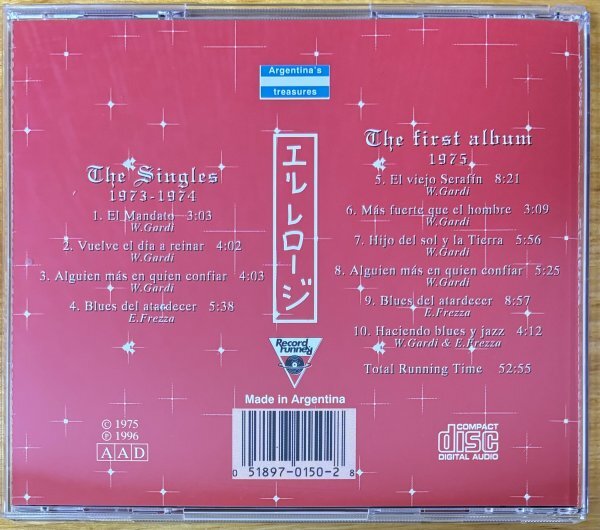 Argentina's
treasures
The Singles
1973-1974
1. El Mandato 3:03
W.Gardi
2. Vuelve el día a reinar 4:02
W.Gardi
3. Alguien más en quien confiar 4:03
W.Gardi
4. Blues del atardecer 5:38
E.Frezza
エル レロージ
The first album
1975
5. El viejo Serafín 8:21
W.Gardi
6. Más fuerte que el hombre 3:09
W.Gardi
7. Hijo del sol y la Tierra 5:56
W.Gardi
8. Alguien más en quien confiar 5:25
W.Gardi
9. Blues del atardecer 8:57
E.Frezza
10. Haciendo blues y jazz 4:12
W.Gardi & E.Frezza
Total Running Time 52:55
Record
runner
Made in Argentina
© 1975
℗ 1996
AAD
0 51897-0150-2 8
COMPACT
disc
DIGITAL AUDIO